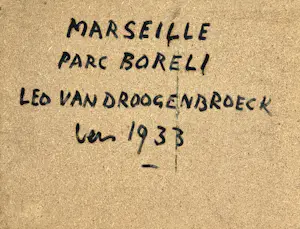 MARSEILLE
PARC BORELI
LEO VAN DROOGENBROECK
vers 1933